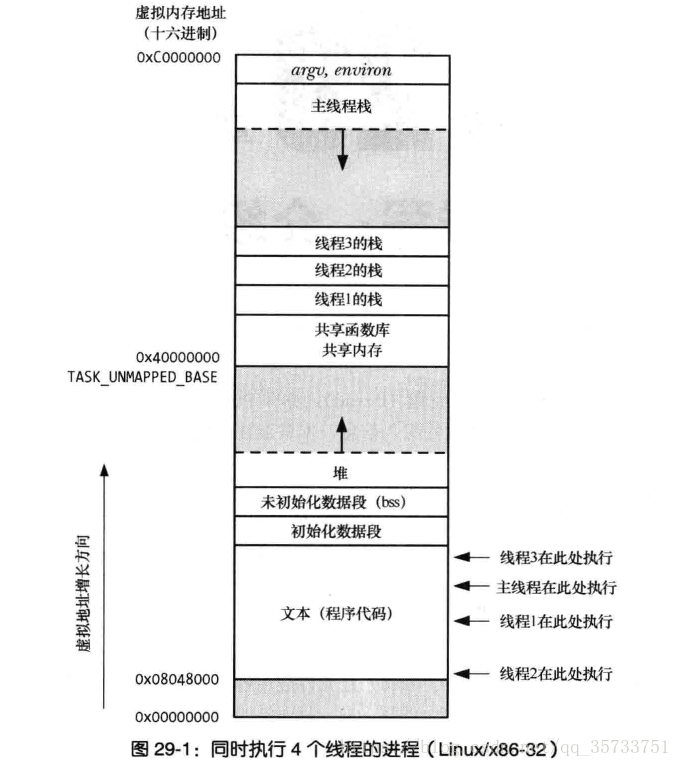 虚拟内存地址
（十六进制）
0xC0000000
argv, environ
主线程栈
线程3的栈
线程2的栈
线程1的栈
共享函数库
共享内存
0x40000000
TASK_UNMAPPED_BASE
堆
未初始化数据段（bss）
初始化数据段
虚拟地址增长方向
文本（程序代码）
线程3在此处执行
主线程在此处执行
线程1在此处执行
线程2在此处执行
0x08048000
0x00000000
图 29-1：同时执行 4 个线程的进程（Linux/x86-32）
qq_35733751